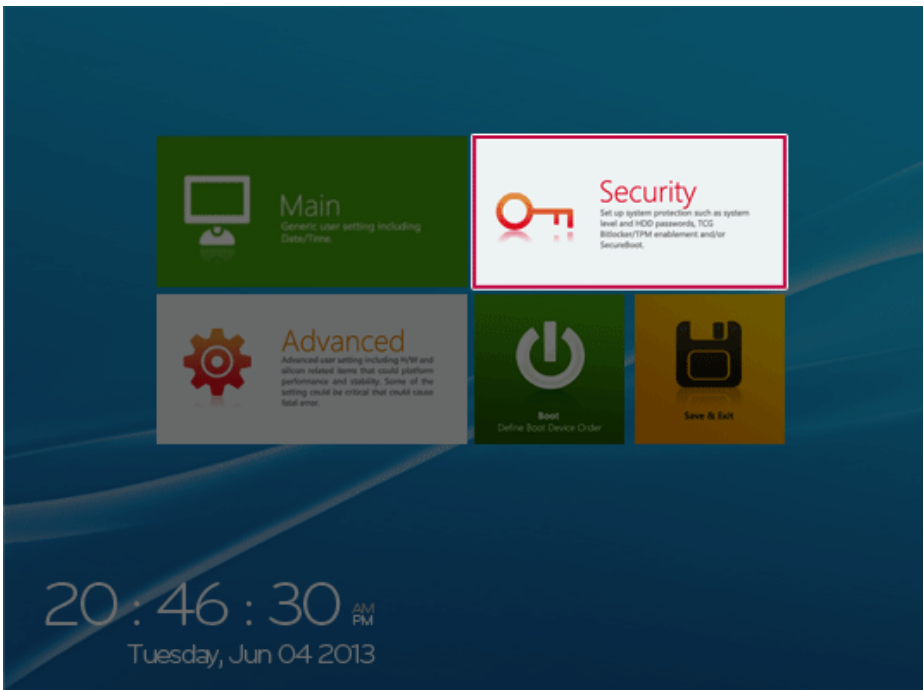 Main
Generic user setting including
Date/Time.
Security
Set up system protection such as system
level and HDD passwords, TCG
Bitlocker/TPM enablement and/or
SecureBoot.
Advanced
Advanced user setting including H/W and
silicon related items that could platform
performance and stability. Some of the
setting could be critical that could cause
fatal error.
Boot
Define Boot Device Order
Save & Exit
20 : 46 : 30 AM
PM
Tuesday, Jun 04 2013